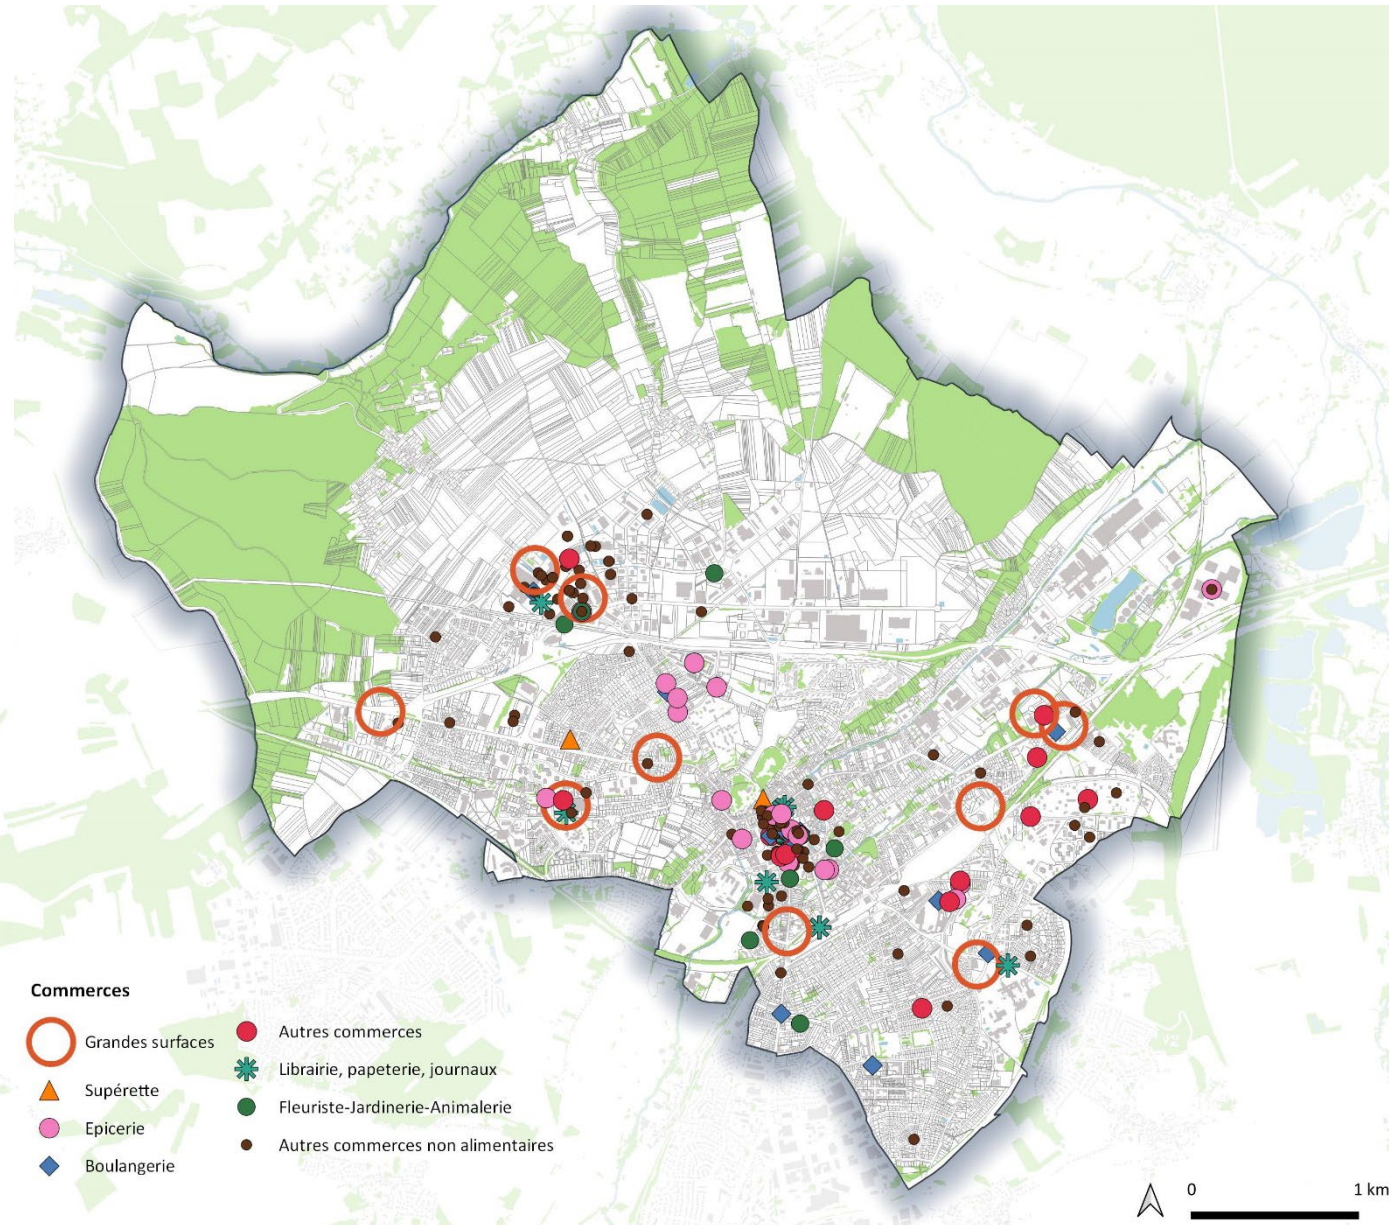 Commerces
Grandes surfaces
Supérette
Epicerie
Boulangerie
Autres commerces
Librairie, papeterie, journaux
Fleuriste-Jardinerie-Animalerie
Autres commerces non alimentaires
0 1 km